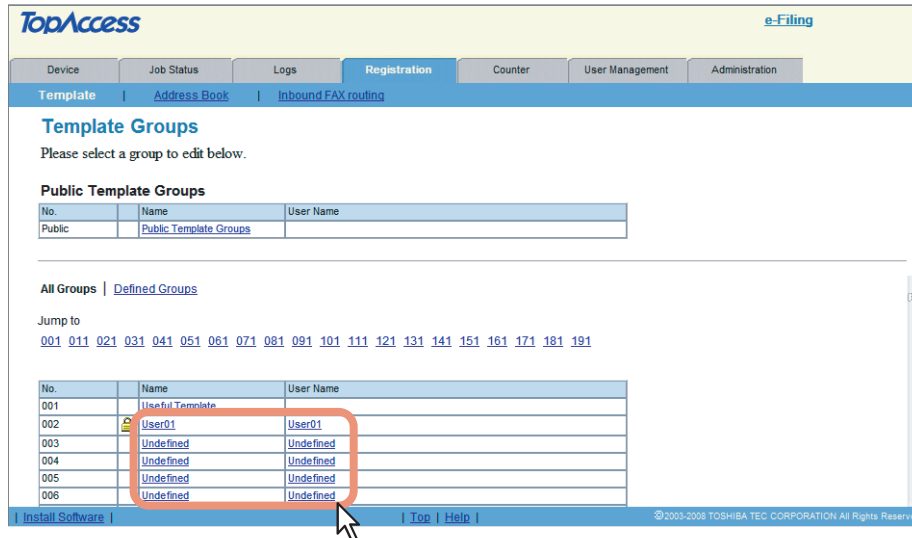 TopAccess
e-Filing
Device Job Status Logs Registration Counter User Management Administration
Template | Address Book | Inbound FAX routing
Template Groups
Please select a group to edit below.
Public Template Groups
No. Name User Name
Public Public Template Groups
All Groups | Defined Groups
Jump to
001 011 021 031 041 051 061 071 081 091 101 111 121 131 141 151 161 171 181 191
No. Name User Name
001 Useful Template
002 User01 User01
003 Undefined Undefined
004 Undefined Undefined
005 Undefined Undefined
006 Undefined Undefined
| Install Software | | Top | Help | ©2003-2008 TOSHIBA TEC CORPORATION All Rights Reserve